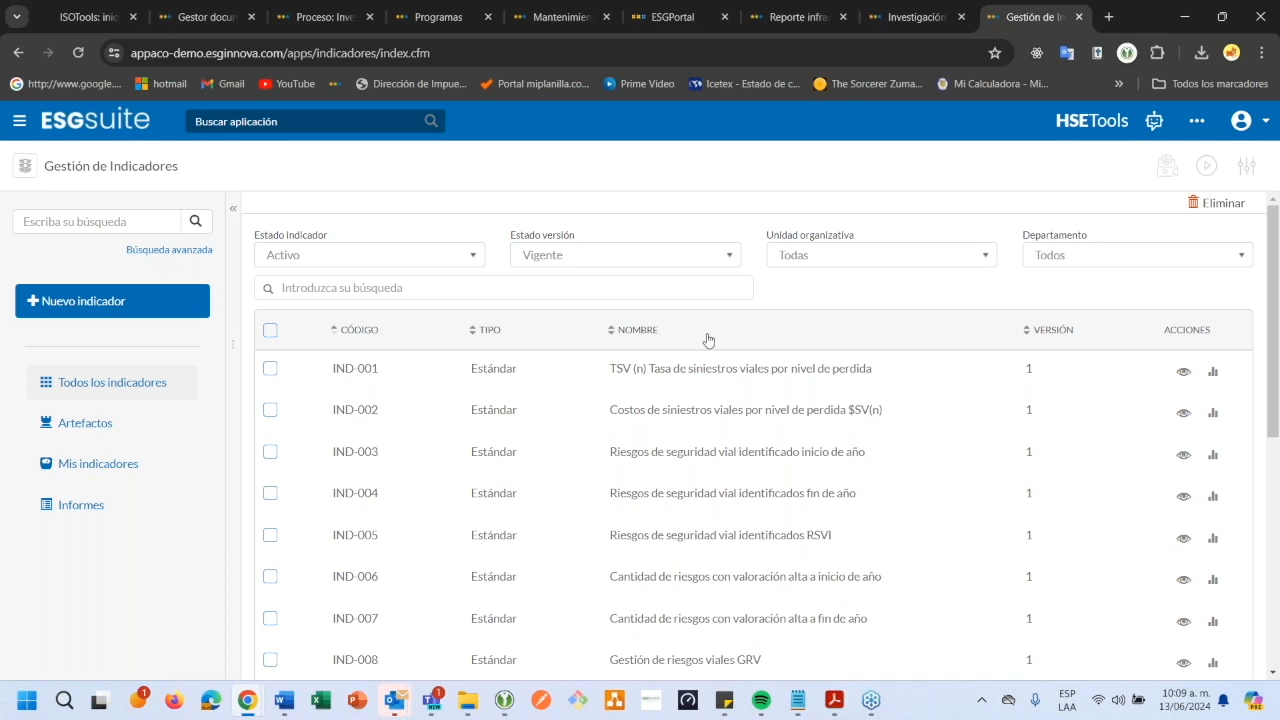 ISOTools: inic
Gestor docun
Proceso: Inve
Programas
Mantenimien
ESGPortal
Reporte infra
Investigación
Gestión de In
appaco-demo.esginnova.com/apps/indicadores/index.cfm
http://www.google....
hotmail
Gmail
YouTube
Dirección de Impue...
Portal miplanilla.co...
Prime Video
Icetex - Estado de c...
The Sorcerer Zuma...
Mi Calculadora - Mi...
»
Todos los marcadores
ESGsuite
Buscar aplicación
HSETools
Gestión de Indicadores
Escriba su búsqueda
«
Eliminar
Búsqueda avanzada
Estado indicador
Estado versión
Unidad organizativa
Departamento
Activo
Vigente
Todas
Todos
Introduzca su búsqueda
+ Nuevo indicador
Todos los indicadores
Artefactos
Mis indicadores
Informes
CÓDIGO TIPO NOMBRE VERSIÓN ACCIONES
IND-001 Estándar TSV (n) Tasa de siniestros viales por nivel de perdida 1
IND-002 Estándar Costos de siniestros viales por nivel de perdida $SV(n) 1
IND-003 Estándar Riesgos de seguridad vial identificado inicio de año 1
IND-004 Estándar Riesgos de seguridad vial identificados fin de año 1
IND-005 Estándar Riesgos de seguridad vial identificados RSVI 1
IND-006 Estándar Cantidad de riesgos con valoración alta a inicio de año 1
IND-007 Estándar Cantidad de riesgos con valoración alta a fin de año 1
IND-008 Estándar Gestión de riesgos viales GRV 1
ESP
LAA
10:09 a. m.
13/06/2024